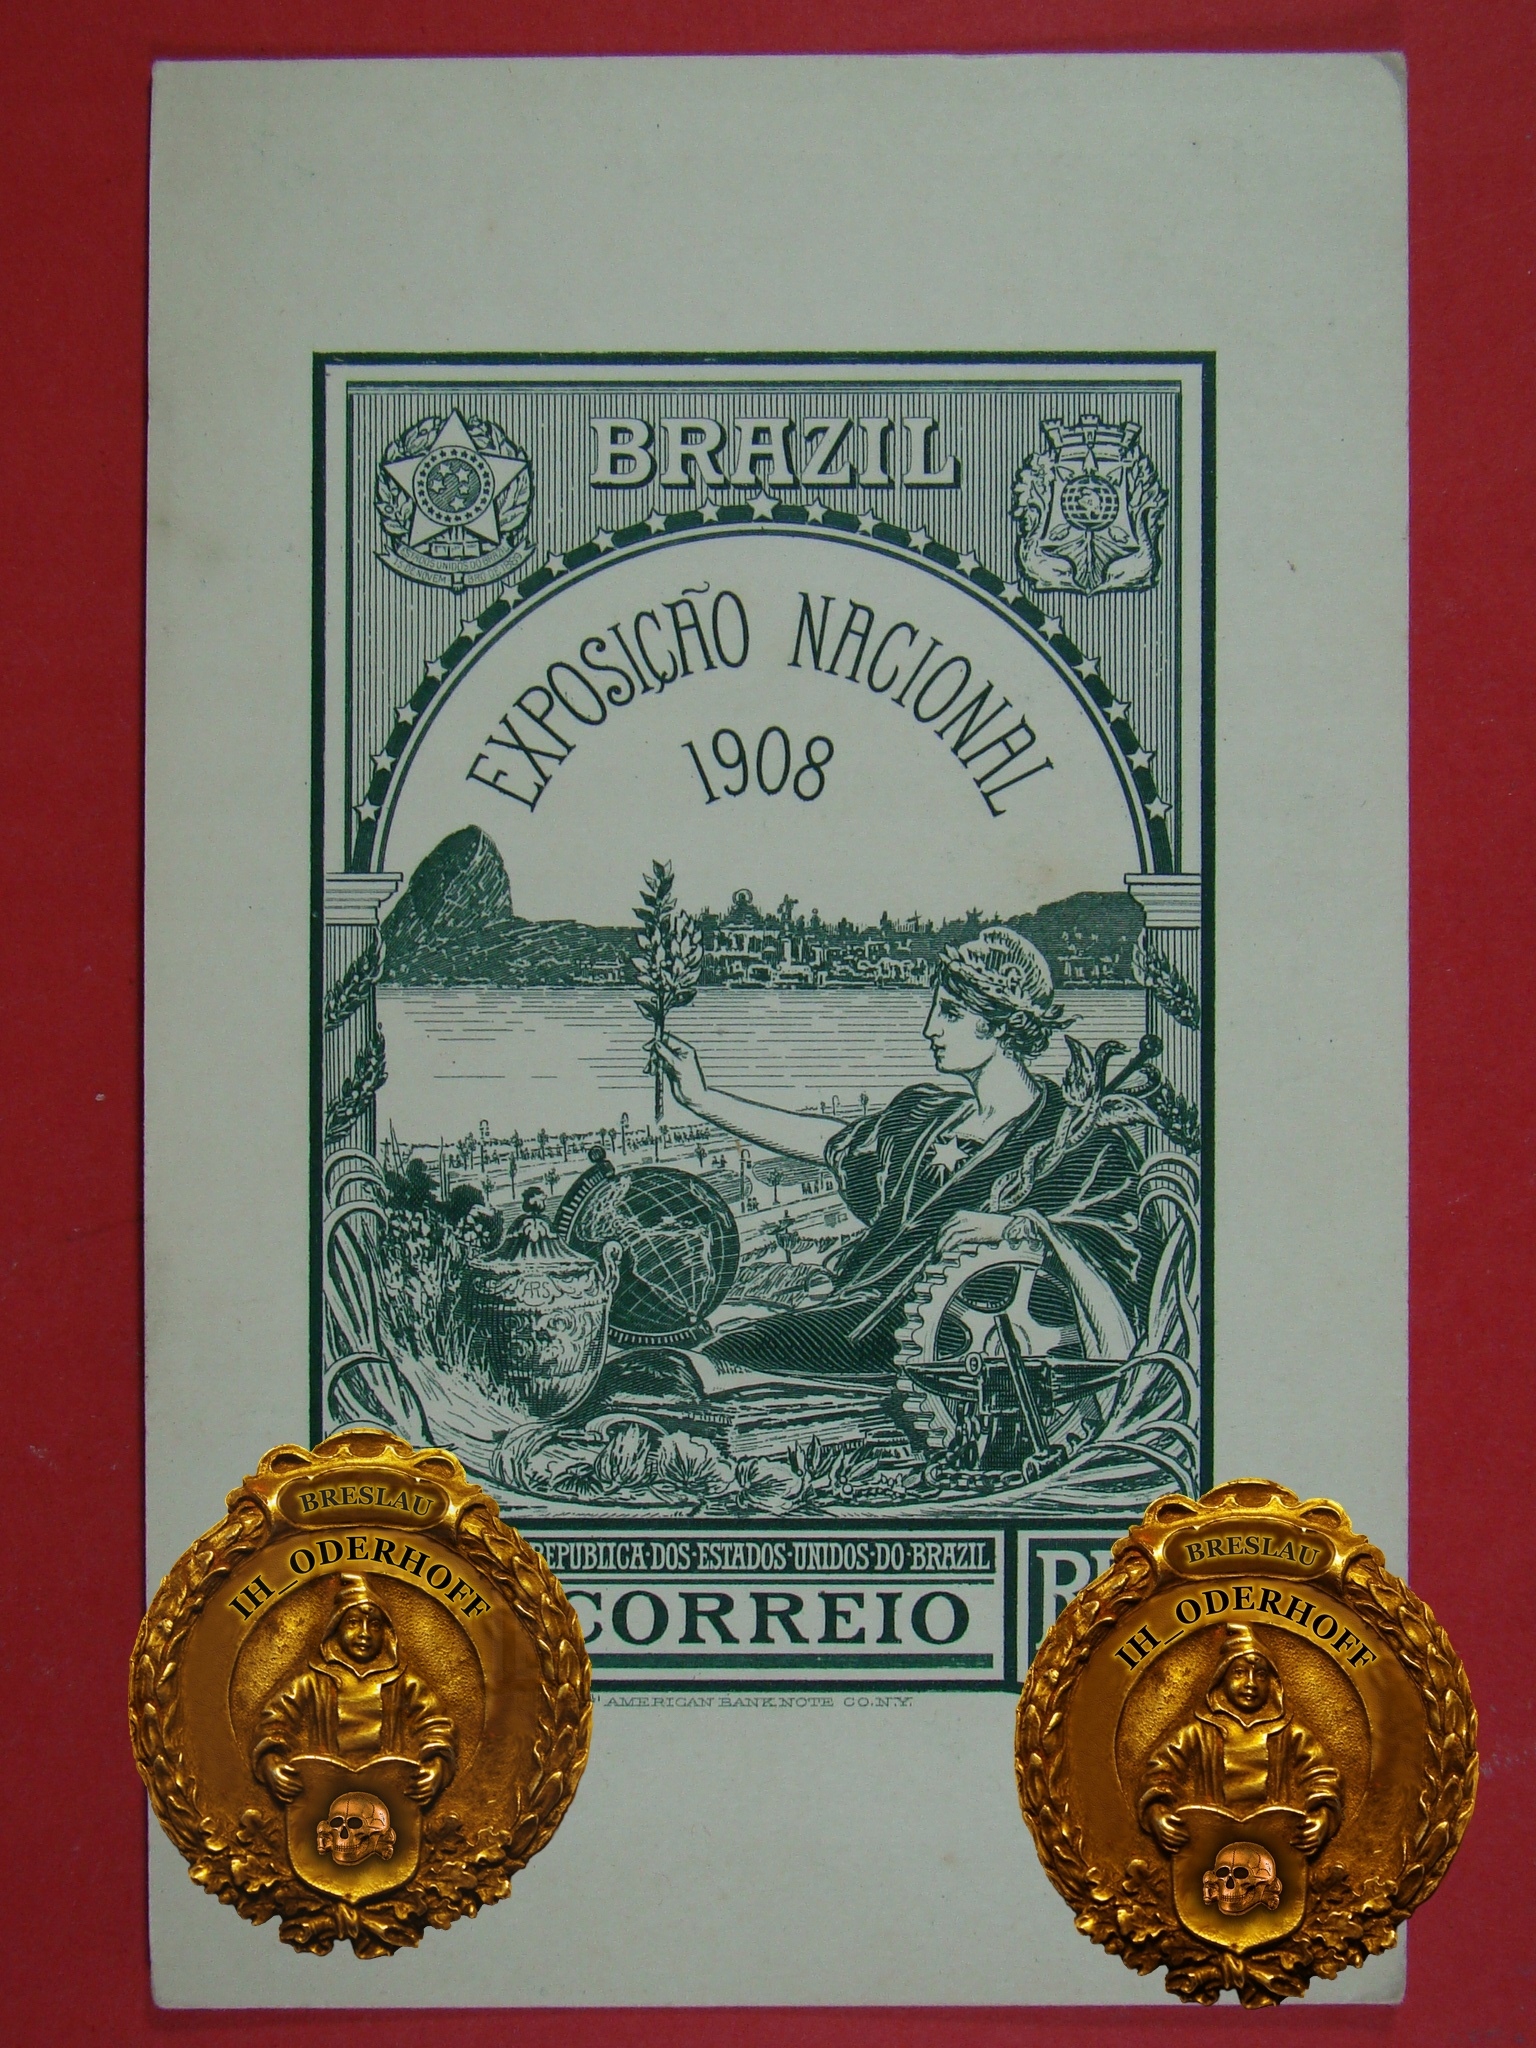 BRAZIL
EXPOSIÇÃO NACIONAL
1908
ARS
BRESLAU
IH_ODERHOFF
REPUBLICA·DOS·ESTADOS·UNIDOS·DO·BRAZIL
CORREIO
AMERICAN BANK NOTE CO. N.Y.
BRESLAU
IH_ODERHOFF